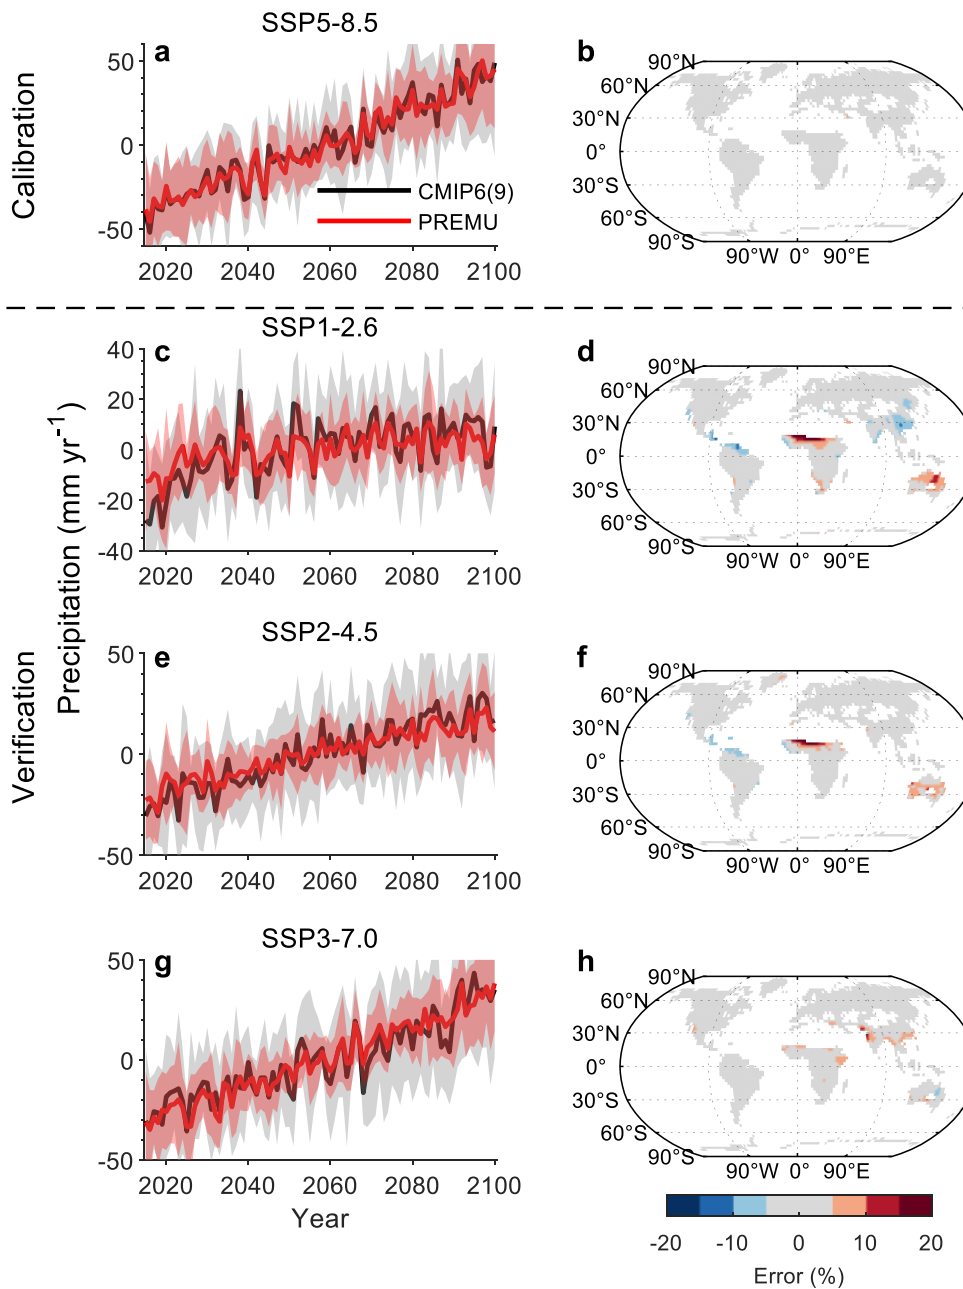 SSP5-8.5
Calibration
a
50
0
-50
CMIP6(9)
PREMU
2020 2040 2060 2080 2100
b
90°N
60°N
30°N
0°
30°S
60°S
90°S
90°W 0° 90°E
SSP1-2.6
Verification
Precipitation (mm yr⁻¹)
c
40
20
0
-20
-40
2020 2040 2060 2080 2100
d
90°N
60°N
30°N
0°
30°S
60°S
90°S
90°W 0° 90°E
SSP2-4.5
e
50
0
-50
2020 2040 2060 2080 2100
f
90°N
60°N
30°N
0°
30°S
60°S
90°S
90°W 0° 90°E
SSP3-7.0
g
50
0
-50
2020 2040 2060 2080 2100
Year
h
90°N
60°N
30°N
0°
30°S
60°S
90°S
90°W 0° 90°E
-20 -10 0 10 20
Error (%)